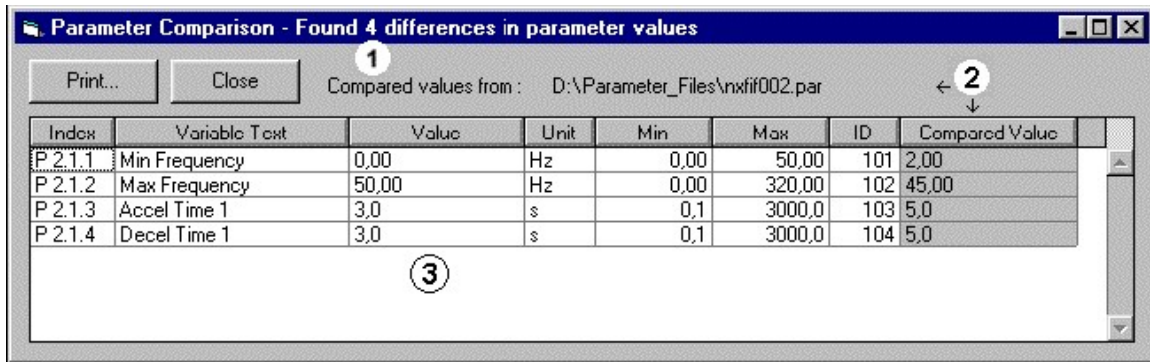 Parameter Comparison - Found 4 differences in parameter values
1
Print... Close Compared values from : D:\Parameter_Files\nxfif002.par ← 2
↓
Index Variable Text Value Unit Min Max ID Compared Value
P 2.1.1 Min Frequency 0,00 Hz 0,00 50,00 101 2,00
P 2.1.2 Max Frequency 50,00 Hz 0,00 320,00 102 45,00
P 2.1.3 Accel Time 1 3,0 s 0,1 3000,0 103 5,0
P 2.1.4 Decel Time 1 3,0 s 0,1 3000,0 104 5,0
3